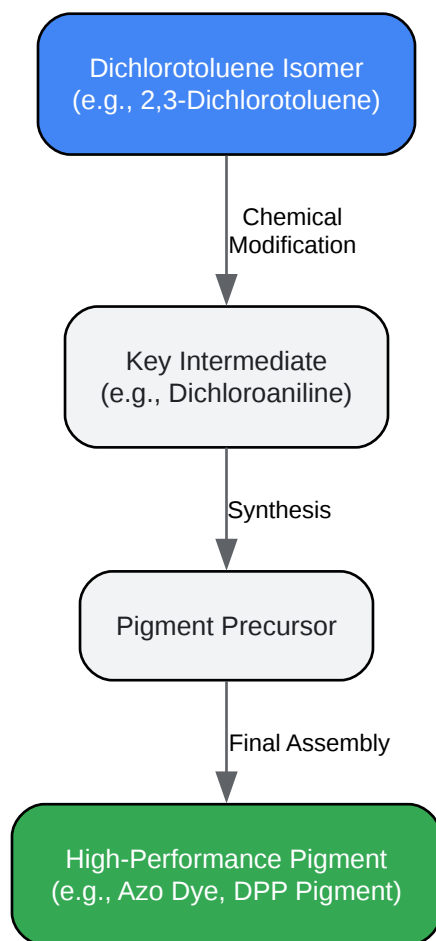 Dichlorotoluene Isomer
(e.g., 2,3-Dichlorotoluene)
Chemical
Modification
Key Intermediate
(e.g., Dichloroaniline)
Synthesis
Pigment Precursor
Final Assembly
High-Performance Pigment
(e.g., Azo Dye, DPP Pigment)